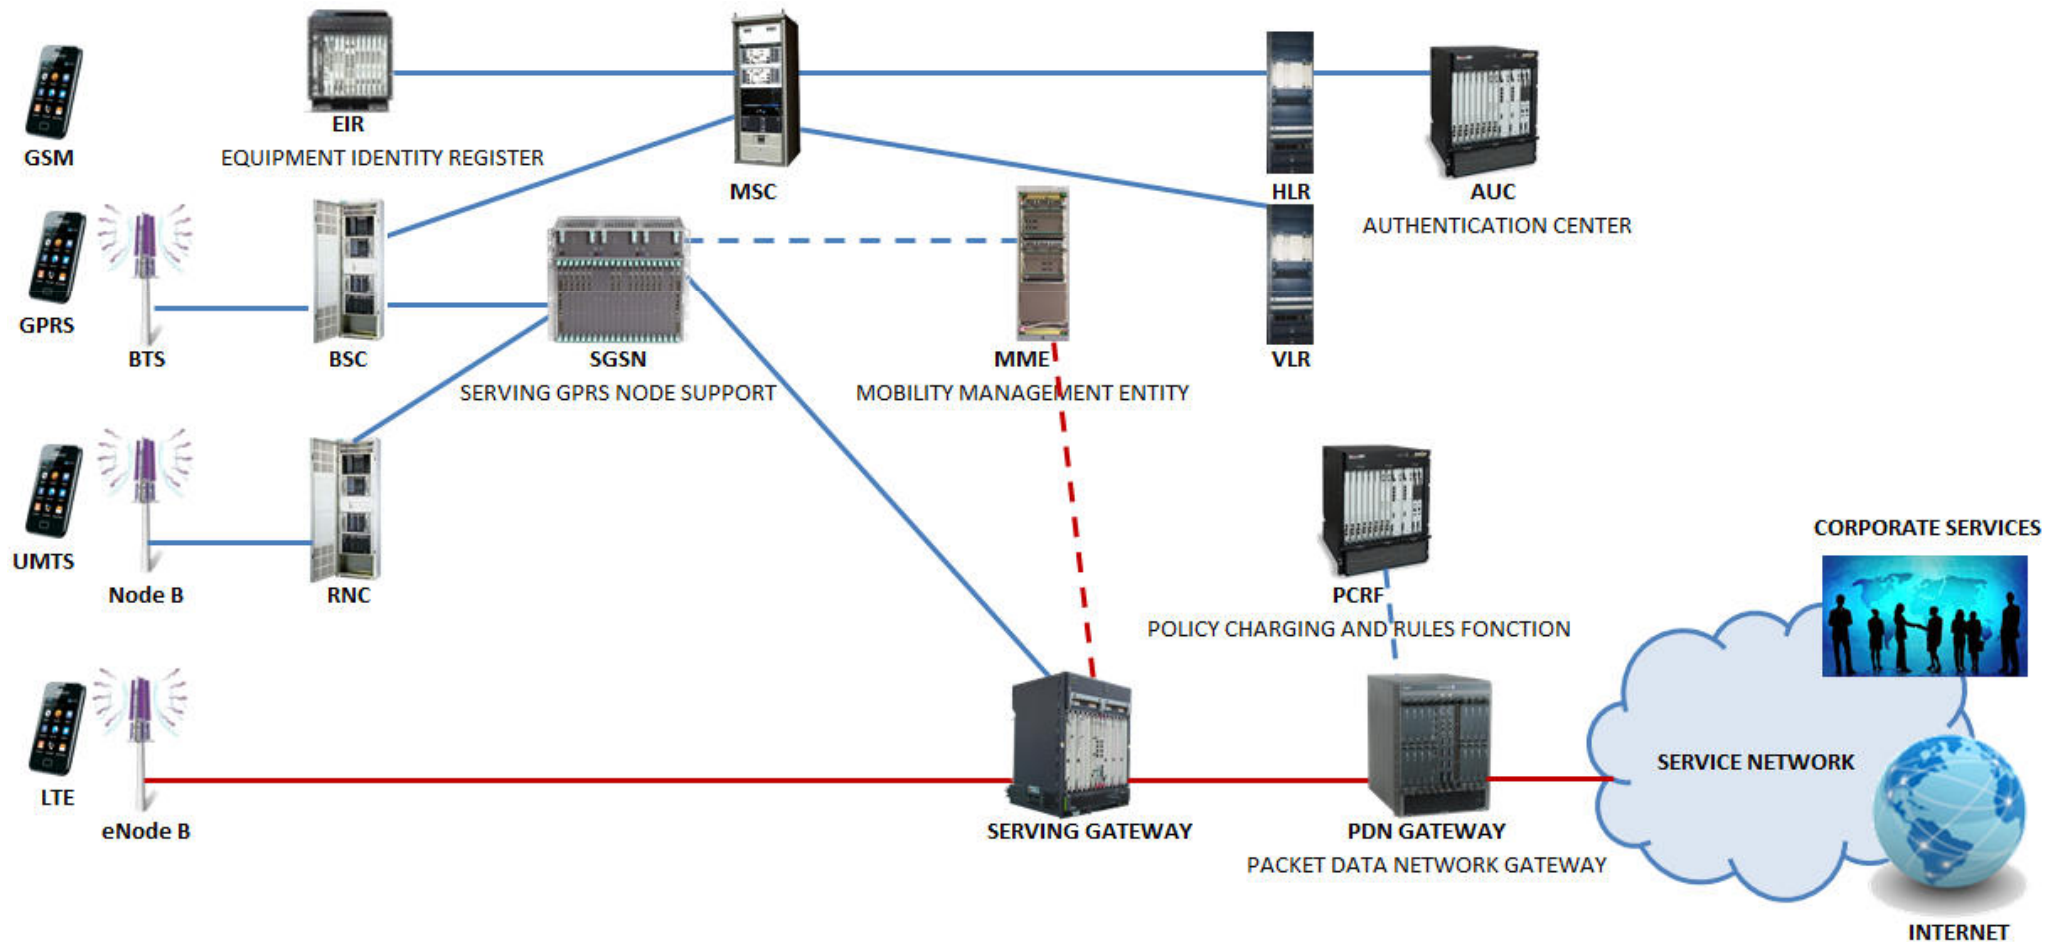 EIR
EQUIPMENT IDENTITY REGISTER
GSM
MSC
HLR
AUC
AUTHENTICATION CENTER
GPRS
BTS
BSC
SGSN
SERVING GPRS NODE SUPPORT
MME
MOBILITY MANAGEMENT ENTITY
VLR
UMTS
Node B
RNC
PCRF
POLICY CHARGING AND RULES FONCTION
CORPORATE SERVICES
SERVICE NETWORK
LTE
eNode B
SERVING GATEWAY
PDN GATEWAY
PACKET DATA NETWORK GATEWAY
INTERNET